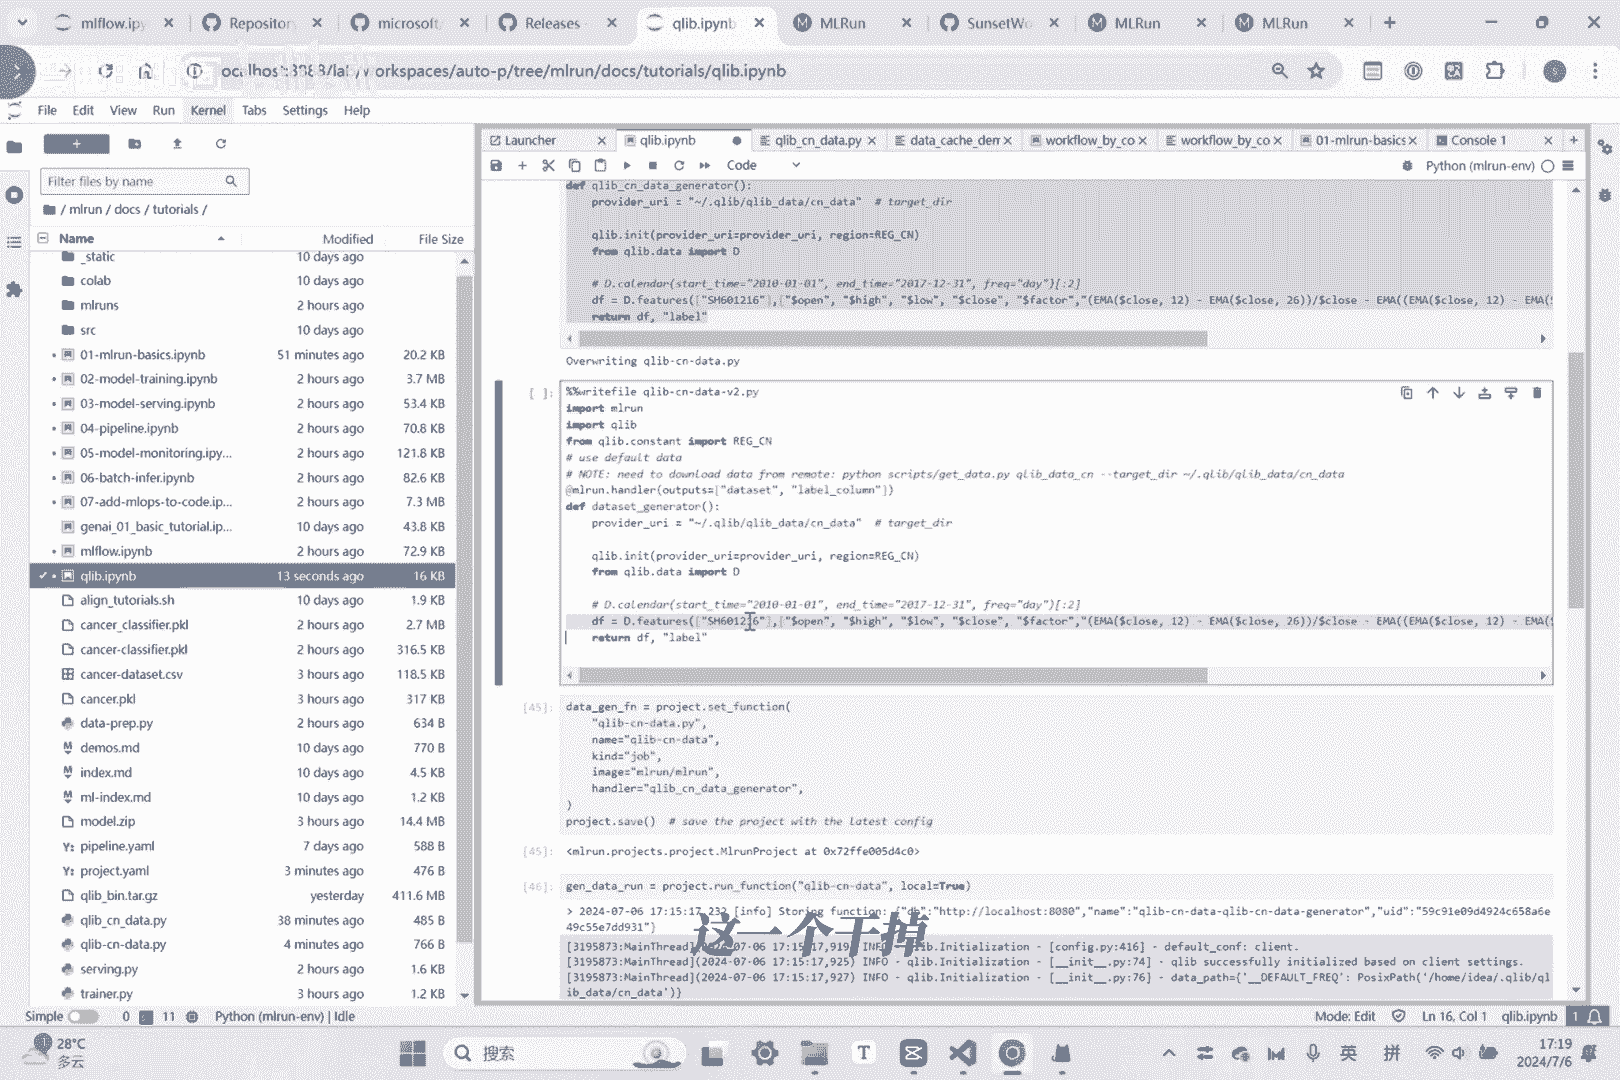 mlflow.ipy
Repository
microsoft
Releases
qlib.ipynb
MLRun
SunsetWo
MLRun
MLRun
ocalhost:8088/lab/workspaces/auto-p/tree/mlrun/docs/tutorials/qlib.ipynb
File Edit View Run Kernel Tabs Settings Help
Filter files by name
/ mlrun / docs / tutorials /
Name Modified File Size
_static 10 days ago
colab 10 days ago
mlruns 2 hours ago
src 10 days ago
01-mlrun-basics.ipynb 51 minutes ago 20.2 KB
02-model-training.ipynb 2 hours ago 3.7 MB
03-model-serving.ipynb 2 hours ago 53.4 KB
04-pipeline.ipynb 2 hours ago 70.8 KB
05-model-monitoring.ipy... 2 hours ago 121.8 KB
06-batch-infer.ipynb 2 hours ago 82.6 KB
07-add-mlops-to-code.ip... 2 hours ago 7.3 MB
genai_01_basic_tutorial.ip... 10 days ago 43.8 KB
mlflow.ipynb 2 hours ago 72.9 KB
qlib.ipynb 13 seconds ago 16 KB
align_tutorials.sh 10 days ago 1.9 KB
cancer_classifier.pkl 2 hours ago 2.7 MB
cancer-classifier.pkl 2 hours ago 316.5 KB
cancer-dataset.csv 3 hours ago 118.5 KB
cancer.pkl 3 hours ago 317 KB
data-prep.py 2 hours ago 634 B
demos.md 10 days ago 770 B
index.md 10 days ago 4.5 KB
ml-index.md 10 days ago 1.2 KB
model.zip 3 hours ago 14.4 MB
pipeline.yaml 7 days ago 588 B
project.yaml 3 minutes ago 476 B
qlib_bin.tar.gz yesterday 411.6 MB
qlib_cn_data.py 38 minutes ago 485 B
qlib-cn-data.py 4 minutes ago 766 B
serving.py 2 hours ago 1.6 KB
trainer.py 3 hours ago 1.2 KB
Launcher qlib.ipynb qlib_cn_data.py data_cache_dem workflow_by_co workflow_by_co 01-mlrun-basics Console 1
Code Python (mlrun-env)
def qlib_cn_data_generator():
provider_uri = "~/.qlib/qlib_data/cn_data" # target_dir
qlib.init(provider_uri=provider_uri, region=REG_CN)
from qlib.data import D
# D.calendar(start_time="2010-01-01", end_time="2017-12-31", freq="day")[:2]
df = D.features(["SH601216"],["$open", "$high", "$low", "$close", "$factor","(EMA($close, 12) - EMA($close, 26))/$close - EMA((EMA($close, 12) - EMA($
return df, "label"
Overwriting qlib-cn-data.py
[ ]: %%writefile qlib-cn-data-v2.py
import mlrun
import qlib
from qlib.constant import REG_CN
# use default data
# NOTE: need to download data from remote: python scripts/get_data.py qlib_data_cn --target_dir ~/.qlib/qlib_data/cn_data
@mlrun.handler(outputs=["dataset", "label_column"])
def dataset_generator():
provider_uri = "~/.qlib/qlib_data/cn_data" # target_dir
qlib.init(provider_uri=provider_uri, region=REG_CN)
from qlib.data import D
# D.calendar(start_time="2010-01-01", end_time="2017-12-31", freq="day")[:2]
df = D.features(["SH601216"],["$open", "$high", "$low", "$close", "$factor","(EMA($close, 12) - EMA($close, 26))/$close - EMA((EMA($close, 12) - EMA($
return df, "label"
[45]: data_gen_fn = project.set_function(
"qlib-cn-data.py",
name="qlib-cn-data",
kind="job",
image="mlrun/mlrun",
handler="qlib_cn_data_generator",
)
project.save() # save the project with the latest config
[45]: <mlrun.projects.project.MlrunProject at 0x72ffe005d4c0>
[46]: gen_data_run = project.run_function("qlib-cn-data", local=True)
> 2024-07-06 17:15:17,232 [info] Storing function: {"db":"http://localhost:8080","name":"qlib-cn-data-qlib-cn-data-generator","uid":"59c91e09d4924c658a6e
49c55e7dd931"}
[3195873:MainThread](2024-07-06 17:15:17,919) INFO - qlib.Initialization - [config.py:416] - default_conf: client.
[3195873:MainThread](2024-07-06 17:15:17,925) INFO - qlib.Initialization - [__init__.py:74] - qlib successfully initialized based on client settings.
[3195873:MainThread](2024-07-06 17:15:17,927) INFO - qlib.Initialization - [__init__.py:76] - data_path={'__DEFAULT_FREQ': PosixPath('/home/idea/.qlib/ql
ib_data/cn_data')}
这一个干掉
Simple 0 11 Python (mlrun-env) | Idle Mode: Edit Ln 16, Col 1 qlib.ipynb 1
28°C
多云
搜索
英 拼
17:19
2024/7/6